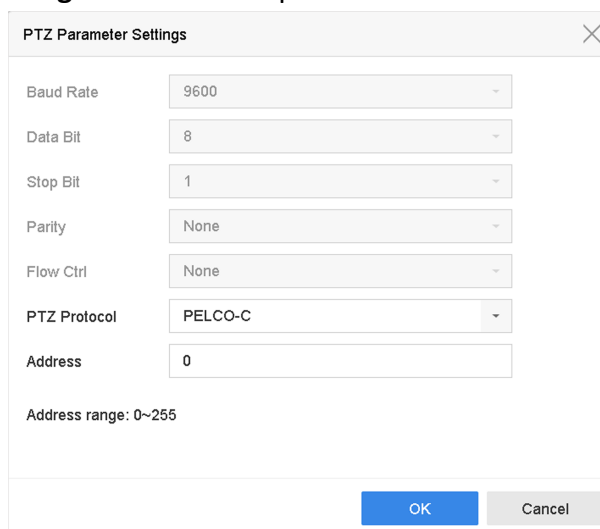 PTZ Parameter Settings
Baud Rate 9600
Data Bit 8
Stop Bit 1
Parity None
Flow Ctrl None
PTZ Protocol PELCO-C
Address 0
Address range: 0~255
OK Cancel